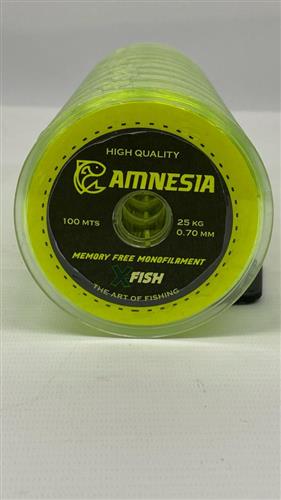 HIGH QUALITY
AMNESIA
100 MTS
25 KG
0.70 MM
MEMORY FREE MONOFILAMENT
XFISH
THE ART OF FISHING